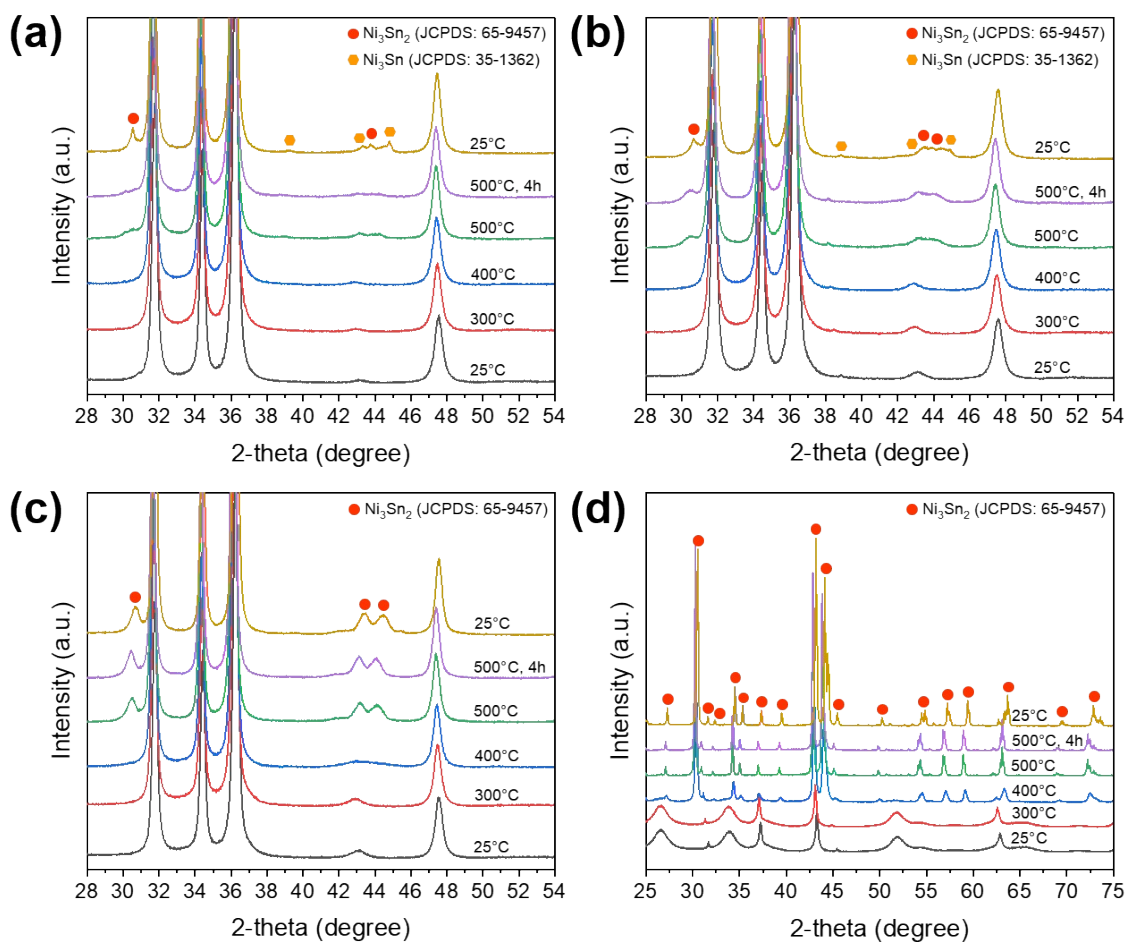 (a)
Ni₃Sn₂ (JCPDS: 65-9457)
Ni₃Sn (JCPDS: 35-1362)
25°C
500°C, 4h
500°C
400°C
300°C
25°C
Intensity (a.u.)
28 30 32 34 36 38 40 42 44 46 48 50 52 54
2-theta (degree)
(b)
Ni₃Sn₂ (JCPDS: 65-9457)
Ni₃Sn (JCPDS: 35-1362)
25°C
500°C, 4h
500°C
400°C
300°C
25°C
Intensity (a.u.)
28 30 32 34 36 38 40 42 44 46 48 50 52 54
2-theta (degree)
(c)
Ni₃Sn₂ (JCPDS: 65-9457)
25°C
500°C, 4h
500°C
400°C
300°C
25°C
Intensity (a.u.)
28 30 32 34 36 38 40 42 44 46 48 50 52 54
2-theta (degree)
(d)
Ni₃Sn₂ (JCPDS: 65-9457)
25°C
500°C, 4h
500°C
400°C
300°C
25°C
Intensity (a.u.)
25 30 35 40 45 50 55 60 65 70 75
2-theta (degree)